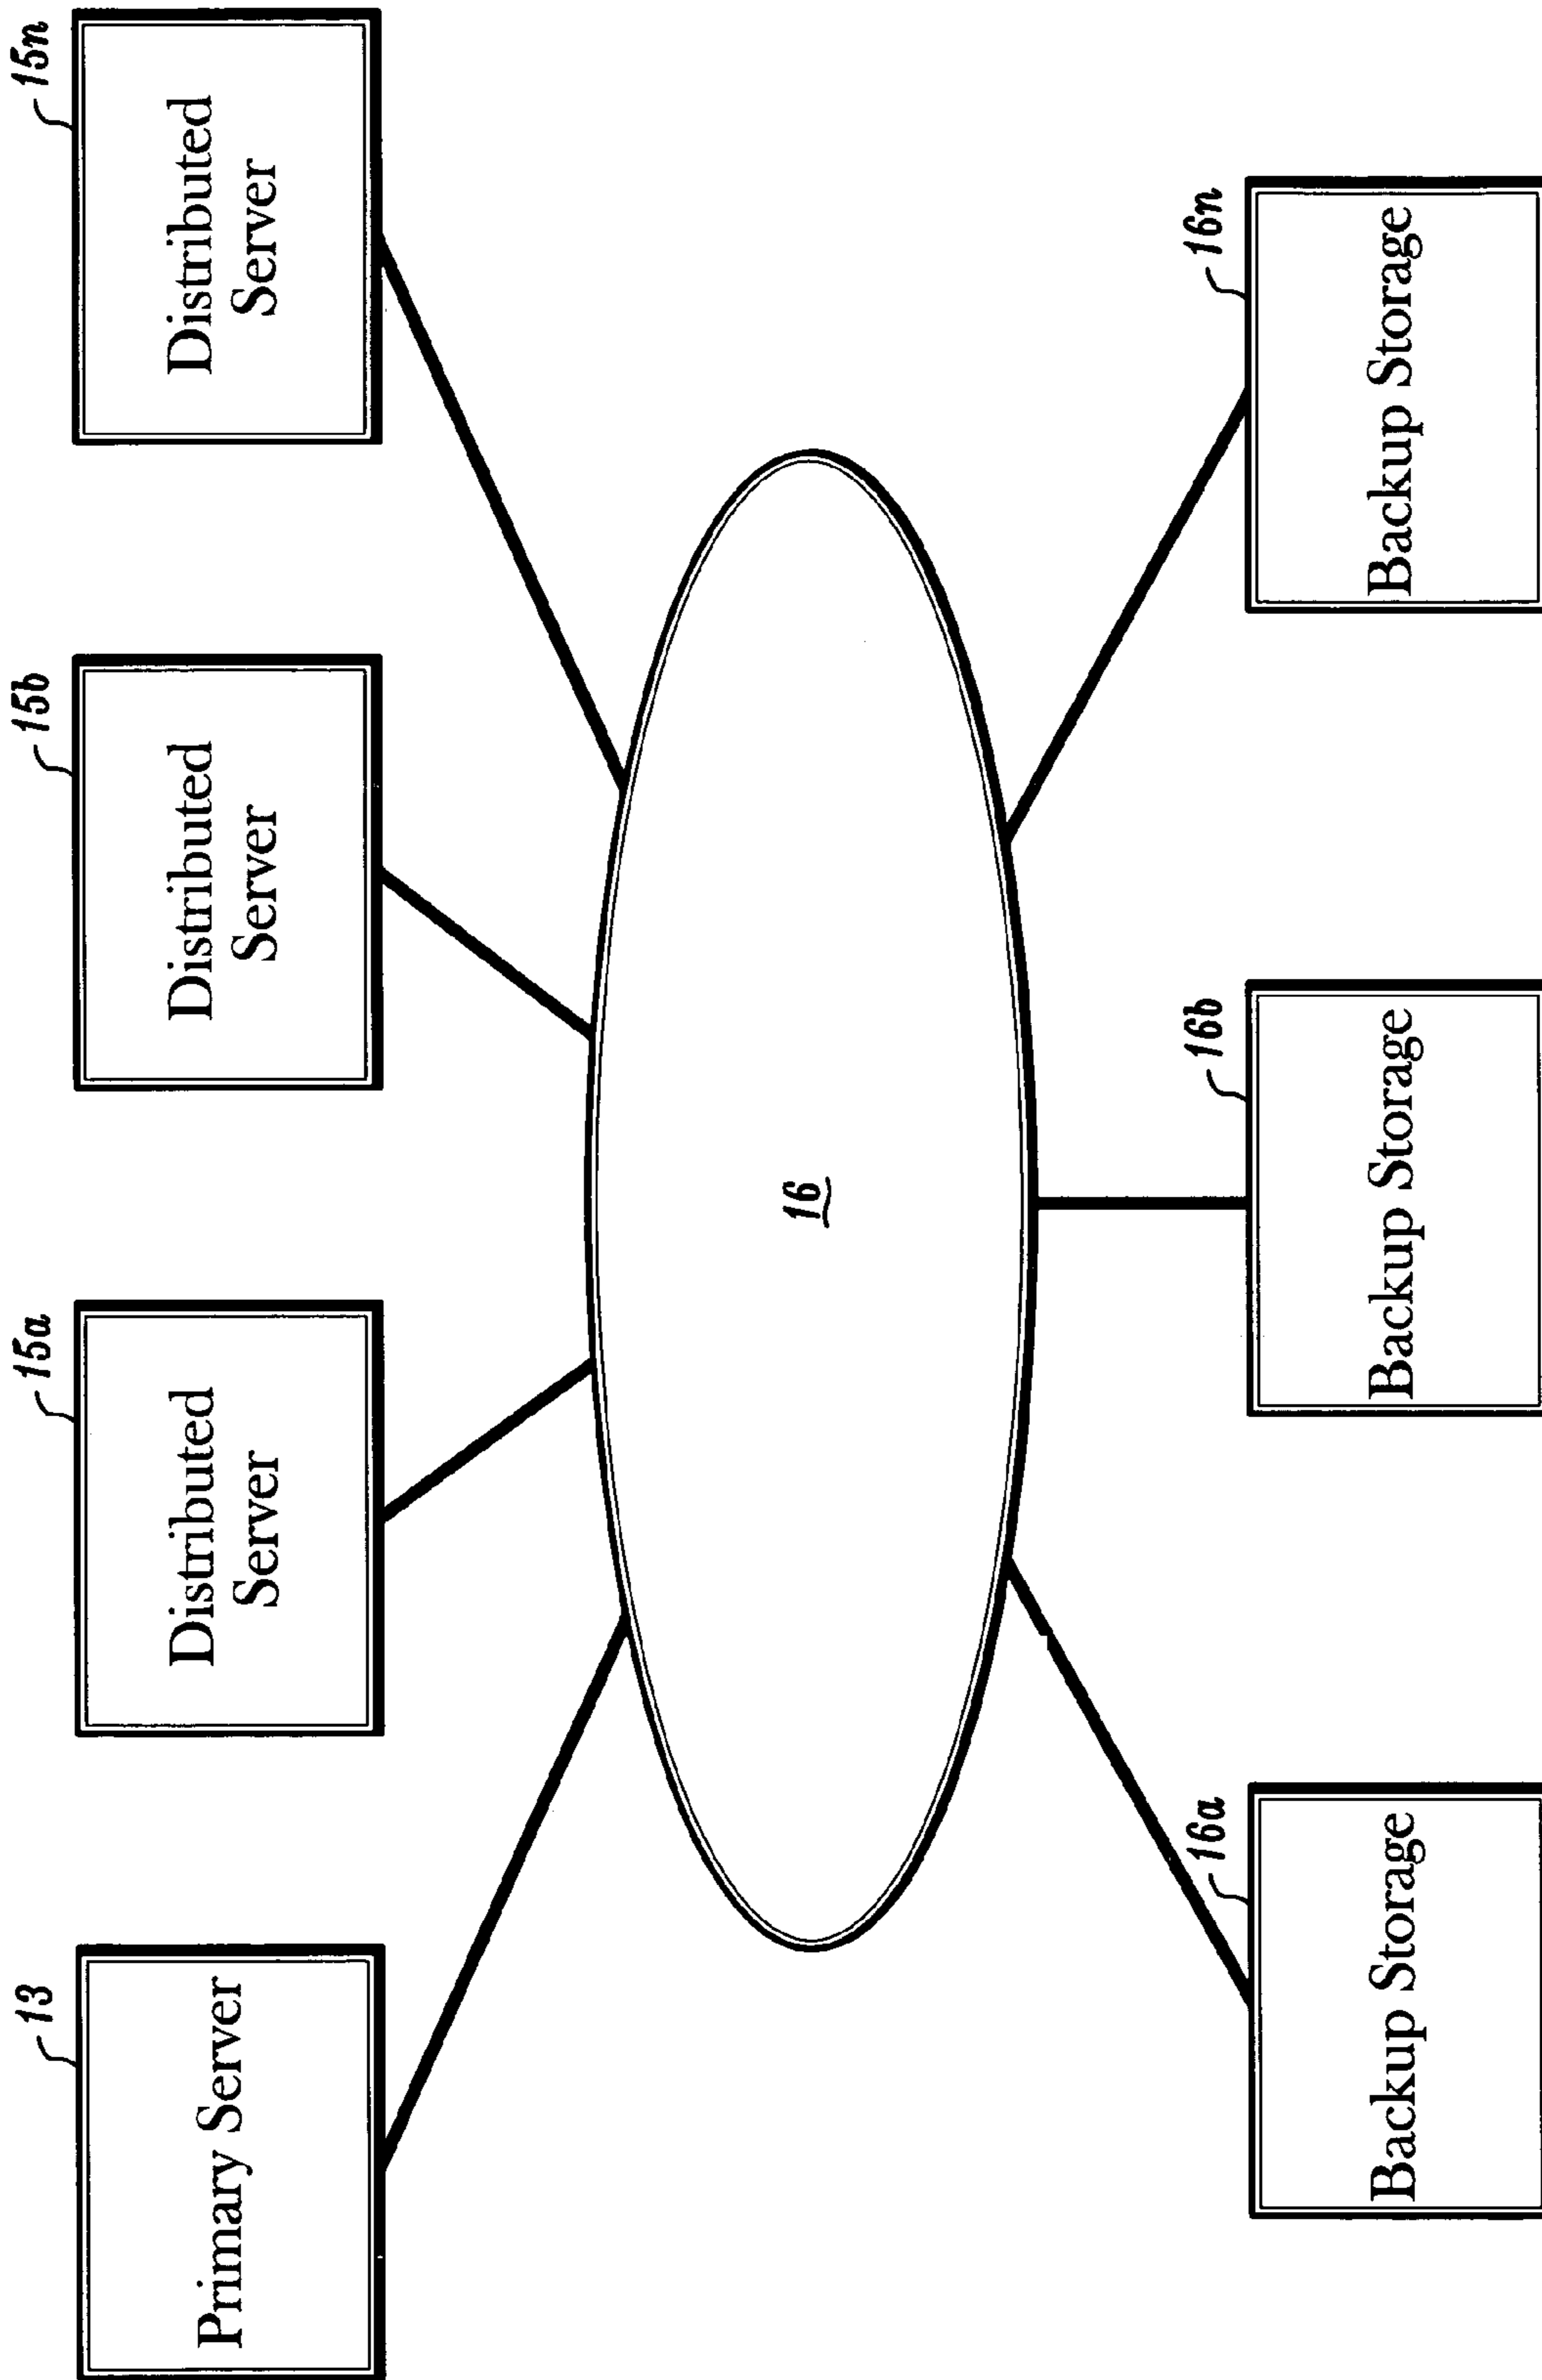 13
Primary Server
15a
Distributed
Server
15b
Distributed
Server
15n
Distributed
Server
16
16a
Backup Storage
16b
Backup Storage
16n
Backup Storage